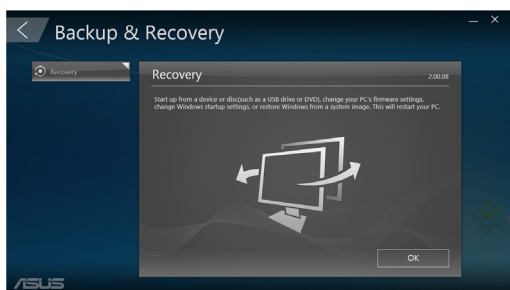 Backup & Recovery
Recovery
Recovery
2.00.08
Start up from a device or disc(such as a USB drive or DVD), change your PC's firmware settings,
change Windows startup settings, or restore Windows from a system image. This will restart your PC.
OK
ASUS